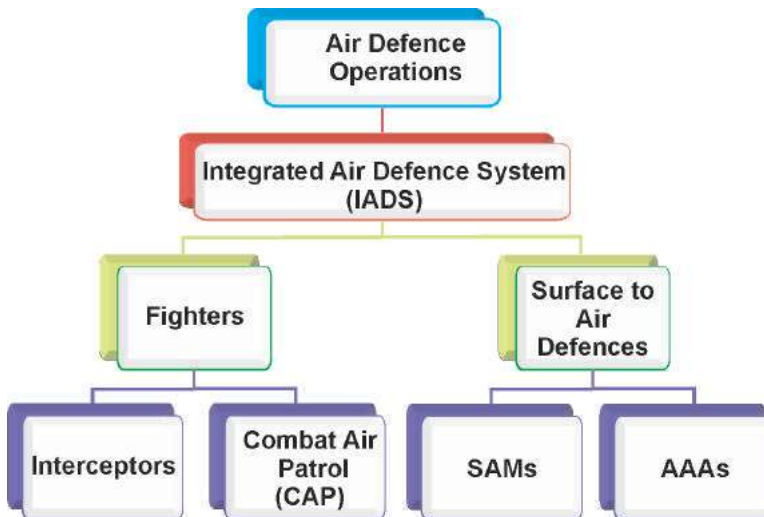 Air Defence
Operations
Integrated Air Defence System
(IADS)
Fighters
Surface to
Air
Defences
Interceptors
Combat Air
Patrol
(CAP)
SAMs
AAAs